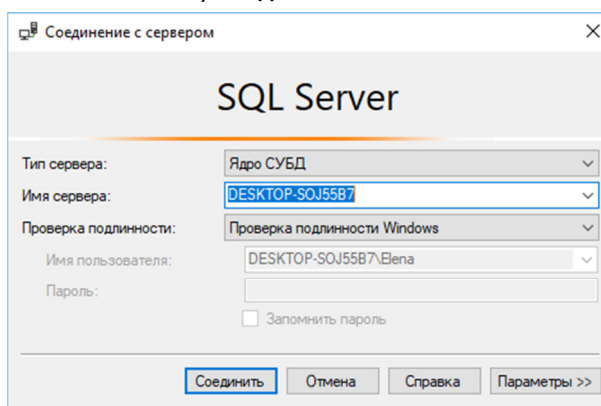 Соединение с сервером
SQL Server
Тип сервера: Ядро СУБД
Имя сервера: DESKTOP-SOJ55B7
Проверка подлинности: Проверка подлинности Windows
Имя пользователя: DESKTOP-SOJ55B7\Elena
Пароль:
Запомнить пароль
Соединить Отмена Справка Параметры >>